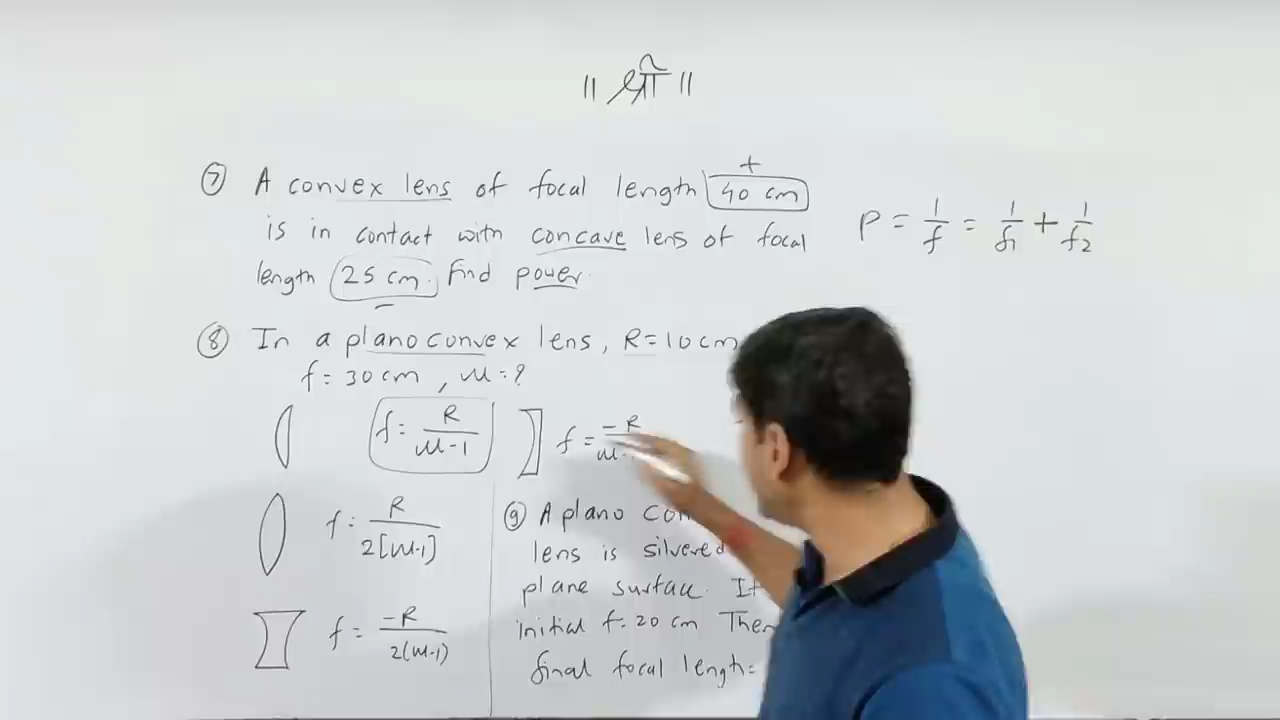 ॥ श्री ॥
⑦ A convex lens of focal length 40 cm
+
is in contact with concave lens of focal
length 25 cm. Find power.
−
P = 1/f = 1/f1 + 1/f2
⑧ In a plano convex lens, R = 10 cm
f = 30 cm, μ = ?
f = R/μ-1
f = -R/
f = R/2[μ-1]
f = -R/2(μ-1)
⑨ A plano
lens is silvered
plane surface. If
initial f = 20 cm Then
final focal length =